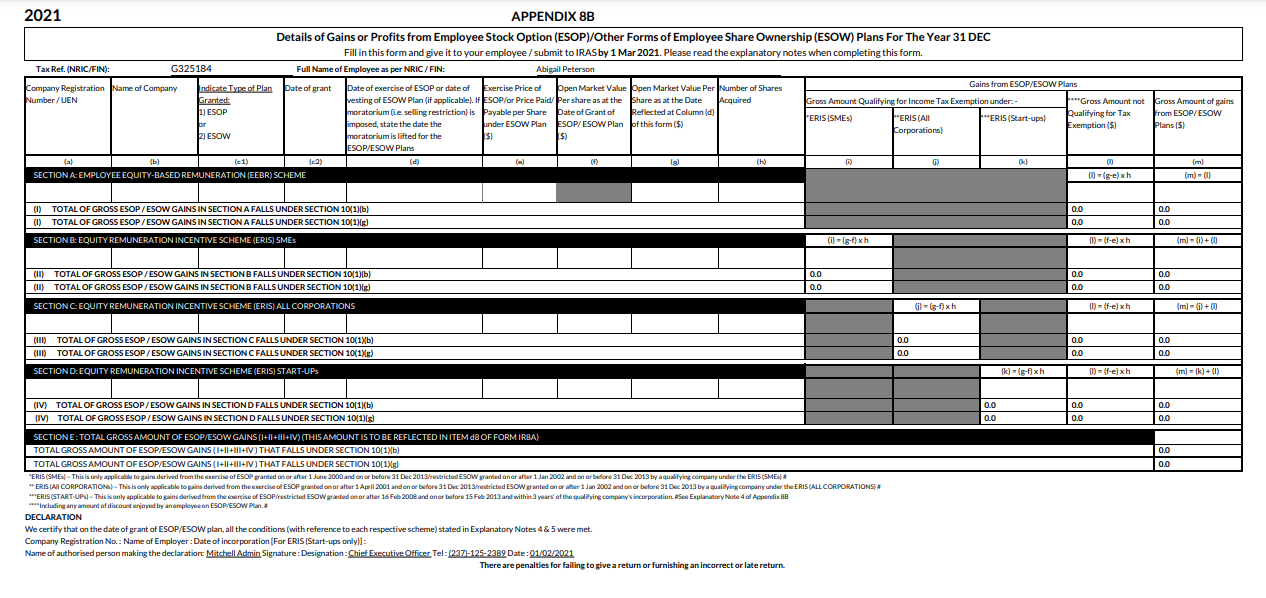 2021
APPENDIX 8B
Details of Gains or Profits from Employee Stock Option (ESOP)/Other Forms of Employee Share Ownership (ESOW) Plans For The Year 31 DEC
Fill in this form and give it to your employee / submit to IRAS by 1 Mar 2021. Please read the explanatory notes when completing this form.
Tax Ref. (NRIC/FIN): G325184 Full Name of Employee as per NRIC / FIN: Abigail Peterson
Company Registration
Number / UEN
Name of Company
Indicate Type of Plan
Granted:
1) ESOP
or
2) ESOW
Date of grant
Date of exercise of ESOP or date of
vesting of ESOW Plan (if applicable). If
moratorium (i.e. selling restriction) is
imposed, state the date the
moratorium is lifted for the
ESOP/ESOW Plans
Exercise Price of
ESOP/or Price Paid/
Payable per Share
under ESOW Plan
($)
Open Market Value
Per share as at the
Date of Grant of
ESOP/ ESOW Plan
($)
Open Market Value Per
Share as at the Date
Reflected at Column (d)
of this form ($)
Number of Shares
Acquired
Gains from ESOP/ESOW Plans
Gross Amount Qualifying for Income Tax Exemption under: -
*ERIS (SMEs)
**ERIS (All
Corporations)
***ERIS (Start-ups)
****Gross Amount not
Qualifying for Tax
Exemption ($)
Gross Amount of gains
from ESOP/ ESOW
Plans ($)
(a) (b) (c1) (c2) (d) (e) (f) (g) (h) (i) (j) (k) (l) (m)
SECTION A: EMPLOYEE EQUITY-BASED REMUNERATION (EEBR) SCHEME (l) = (g-e) x h (m) = (l)
(I) TOTAL OF GROSS ESOP / ESOW GAINS IN SECTION A FALLS UNDER SECTION 10(1)(b) 0.0 0.0
(I) TOTAL OF GROSS ESOP / ESOW GAINS IN SECTION A FALLS UNDER SECTION 10(1)(g) 0.0 0.0
SECTION B: EQUITY REMUNERATION INCENTIVE SCHEME (ERIS) SMEs (i) = (g-f) x h (l) = (f-e) x h (m) = (i) + (l)
(II) TOTAL OF GROSS ESOP / ESOW GAINS IN SECTION B FALLS UNDER SECTION 10(1)(b) 0.0 0.0 0.0
(II) TOTAL OF GROSS ESOP / ESOW GAINS IN SECTION B FALLS UNDER SECTION 10(1)(g) 0.0 0.0 0.0
SECTION C: EQUITY REMUNERATION INCENTIVE SCHEME (ERIS) ALL CORPORATIONS (j) = (g-f) x h (l) = (f-e) x h (m) = (j) + (l)
(III) TOTAL OF GROSS ESOP / ESOW GAINS IN SECTION C FALLS UNDER SECTION 10(1)(b) 0.0 0.0 0.0
(III) TOTAL OF GROSS ESOP / ESOW GAINS IN SECTION C FALLS UNDER SECTION 10(1)(g) 0.0 0.0 0.0
SECTION D: EQUITY REMUNERATION INCENTIVE SCHEME (ERIS) START-UPs (k) = (g-f) x h (l) = (f-e) x h (m) = (k) + (l)
(IV) TOTAL OF GROSS ESOP / ESOW GAINS IN SECTION D FALLS UNDER SECTION 10(1)(b) 0.0 0.0 0.0
(IV) TOTAL OF GROSS ESOP / ESOW GAINS IN SECTION D FALLS UNDER SECTION 10(1)(g) 0.0 0.0 0.0
SECTION E : TOTAL GROSS AMOUNT OF ESOP/ESOW GAINS (I+II+III+IV) (THIS AMOUNT IS TO BE REFLECTED IN ITEM d8 OF FORM IR8A)
TOTAL GROSS AMOUNT OF ESOP/ESOW GAINS ( I+II+III+IV ) THAT FALLS UNDER SECTION 10(1)(b) 0.0
TOTAL GROSS AMOUNT OF ESOP/ESOW GAINS ( I+II+III+IV ) THAT FALLS UNDER SECTION 10(1)(g) 0.0
*ERIS (SMEs) – This is only applicable to gains derived from the exercise of ESOP granted on or after 1 June 2000 and on or before 31 Dec 2013/restricted ESOW granted on or after 1 Jan 2002 and on or before 31 Dec 2013 by a qualifying company under the ERIS (SMEs) #
** ERIS (All CORPORATIONs) – This is only applicable to gains derived from the exercise of ESOP granted on or after 1 April 2001 and on or before 31 Dec 2013/restricted ESOW granted on or after 1 Jan 2002 and on or before 31 Dec 2013 by a qualifying company under the ERIS (ALL CORPORATIONS) #
***ERIS (START-UPs) – This is only applicable to gains derived from the exercise of ESOP/restricted ESOW granted on or after 16 Feb 2008 and on or before 15 Feb 2013 and within 3 years' of the qualifying company's incorporation. #See Explanatory Note 4 of Appendix 8B
****Including any amount of discount enjoyed by an employee on ESOP/ESOW Plan. #
DECLARATION
We certify that on the date of grant of ESOP/ESOW plan, all the conditions (with reference to each respective scheme) stated in Explanatory Notes 4 & 5 were met.
Company Registration No. : Name of Employer : Date of incorporation [For ERIS (Start-ups only)] :
Name of authorised person making the declaration: Mitchell Admin Signature : Designation : Chief Executive Officer Tel : (237)-125-2389 Date : 01/02/2021
There are penalties for failing to give a return or furnishing an incorrect or late return.